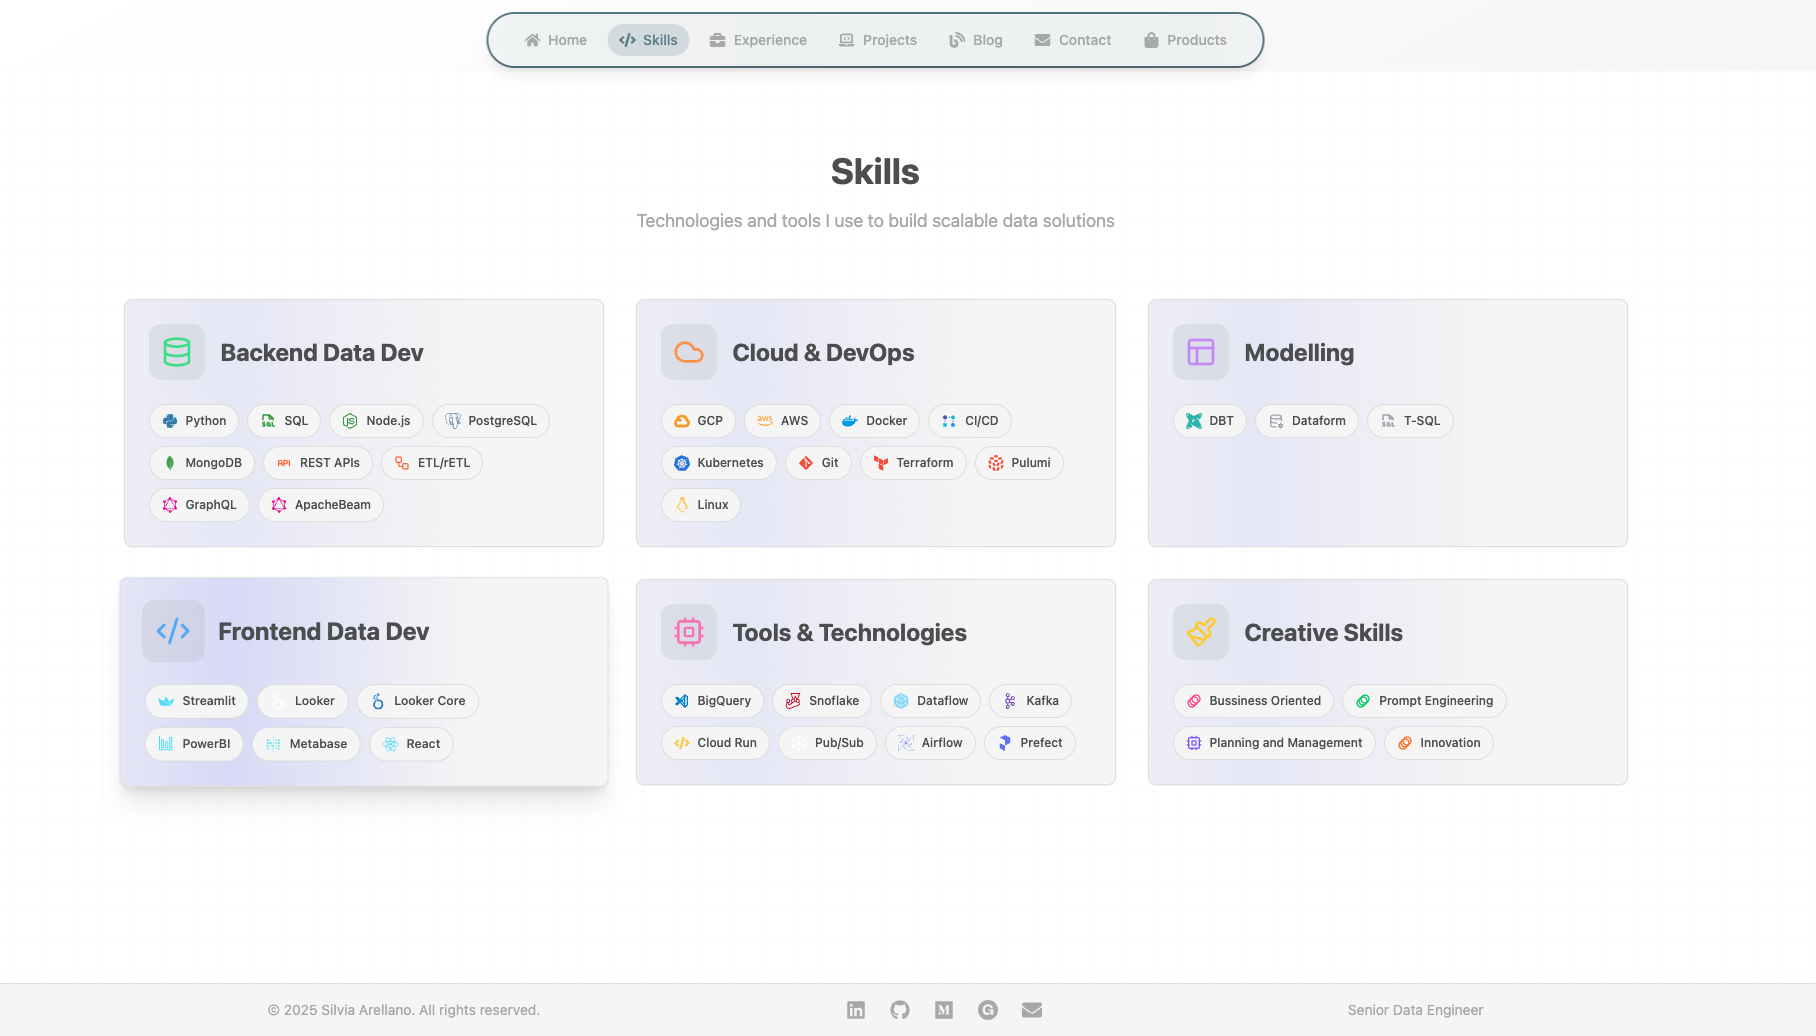 Home Skills Experience Projects Blog Contact Products
Skills
Technologies and tools I use to build scalable data solutions
Backend Data Dev
Python SQL Node.js PostgreSQL
MongoDB REST APIs ETL/rETL
GraphQL ApacheBeam
Cloud & DevOps
GCP AWS Docker CI/CD
Kubernetes Git Terraform Pulumi
Linux
Modelling
DBT Dataform T-SQL
Frontend Data Dev
Streamlit Looker Looker Core
PowerBI Metabase React
Tools & Technologies
BigQuery Snoflake Dataflow Kafka
Cloud Run Pub/Sub Airflow Prefect
Creative Skills
Bussiness Oriented Prompt Engineering
Planning and Management Innovation
© 2025 Silvia Arellano. All rights reserved.
Senior Data Engineer